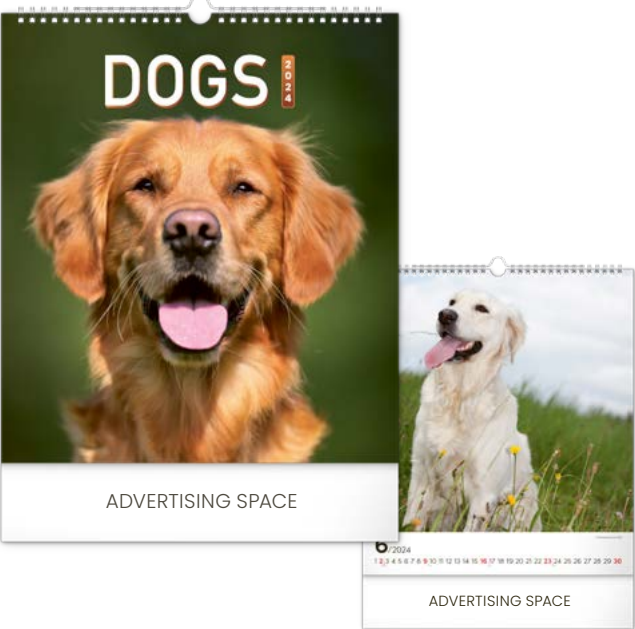 DOGS
2024
ADVERTISING SPACE
6/2024
1 2 3 4 5 6 7 8 9 10 11 12 13 14 15 16 17 18 19 20 21 22 23 24 25 26 27 28 29 30
ADVERTISING SPACE